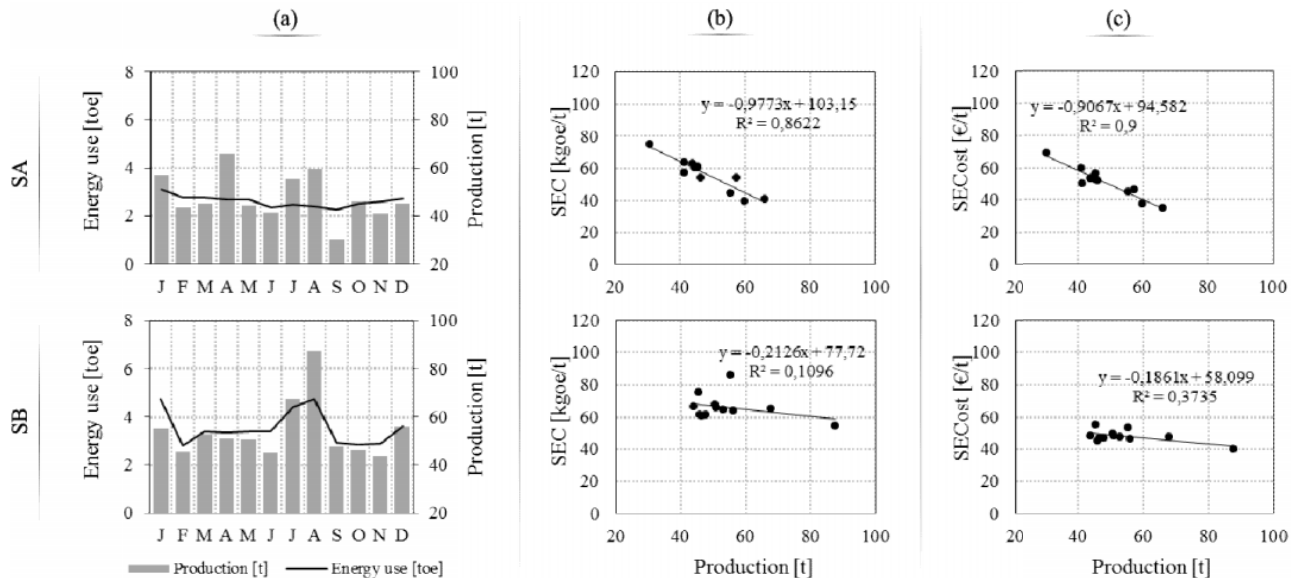 (a)
(b)
(c)
SA
Energy use [toe]
8
6
4
2
0
100
80
60
40
20
Production [t]
J F M A M J J A S O N D
SEC [kgoe/t]
120
100
80
60
40
20
0
y = -0,9773x + 103,15
R² = 0,8622
20 40 60 80 100
SECost [€/t]
120
100
80
60
40
20
0
y = -0,9067x + 94,582
R² = 0,9
20 40 60 80 100
SB
Energy use [toe]
8
6
4
2
0
100
80
60
40
20
Production [t]
J F M A M J J A S O N D
Production [t] Energy use [toe]
SEC [kgoe/t]
120
100
80
60
40
20
0
y = -0,2126x + 77,72
R² = 0,1096
20 40 60 80 100
Production [t]
SECost [€/t]
120
100
80
60
40
20
0
y = -0,1861x + 58,099
R² = 0,3735
20 40 60 80 100
Production [t]